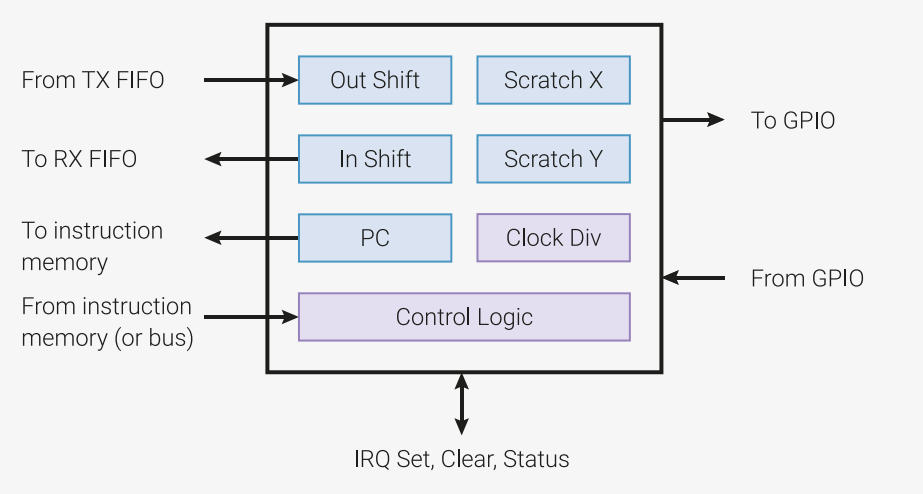 From TX FIFO
Out Shift
Scratch X
To GPIO
To RX FIFO
In Shift
Scratch Y
To instruction
memory
PC
Clock Div
From GPIO
From instruction
memory (or bus)
Control Logic
IRQ Set, Clear, Status